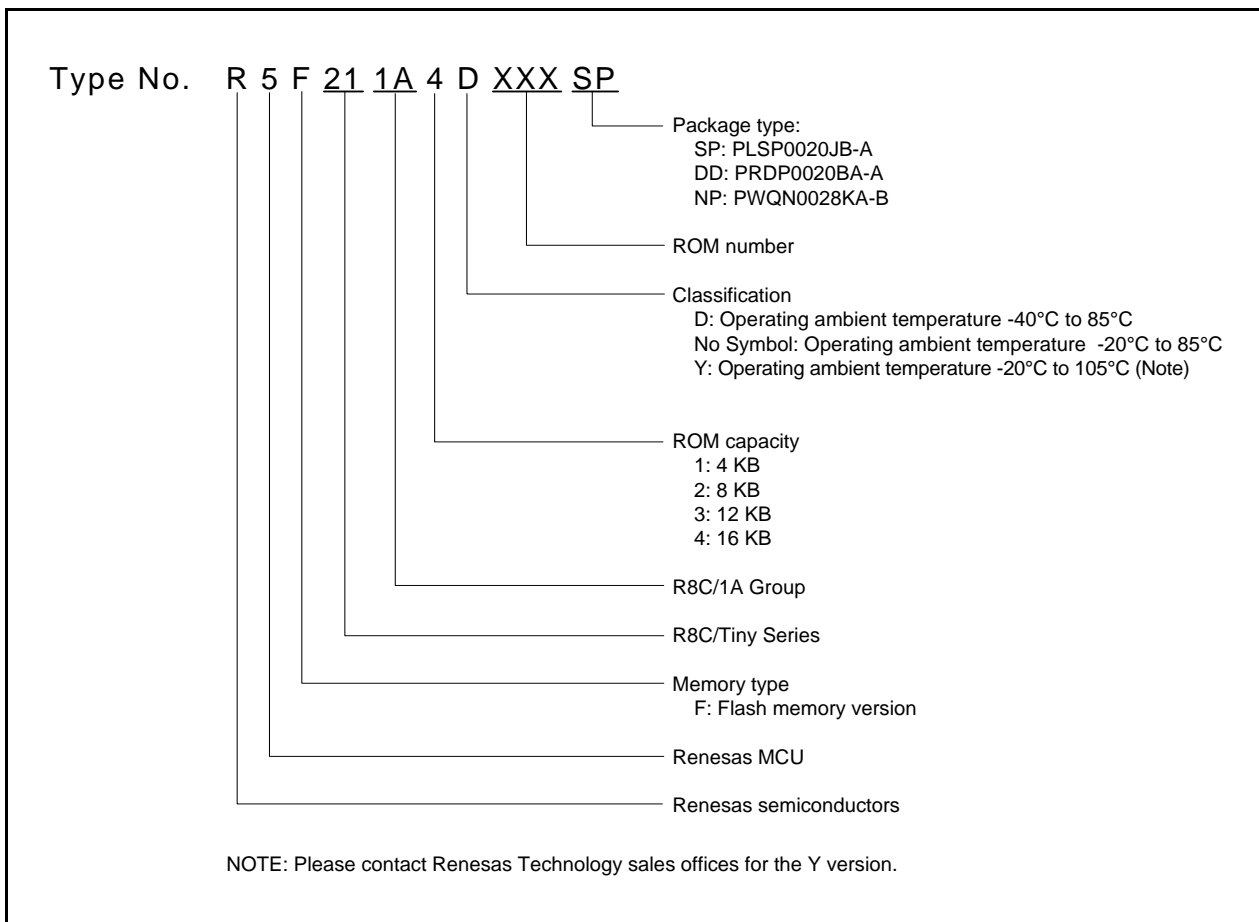 Type No. R 5 F 21 1A 4 D XXX SP
Package type:
SP: PLSP0020JB-A
DD: PRDP0020BA-A
NP: PWQN0028KA-B
ROM number
Classification
D: Operating ambient temperature -40°C to 85°C
No Symbol: Operating ambient temperature -20°C to 85°C
Y: Operating ambient temperature -20°C to 105°C (Note)
ROM capacity
1: 4 KB
2: 8 KB
3: 12 KB
4: 16 KB
R8C/1A Group
R8C/Tiny Series
Memory type
F: Flash memory version
Renesas MCU
Renesas semiconductors
NOTE: Please contact Renesas Technology sales offices for the Y version.